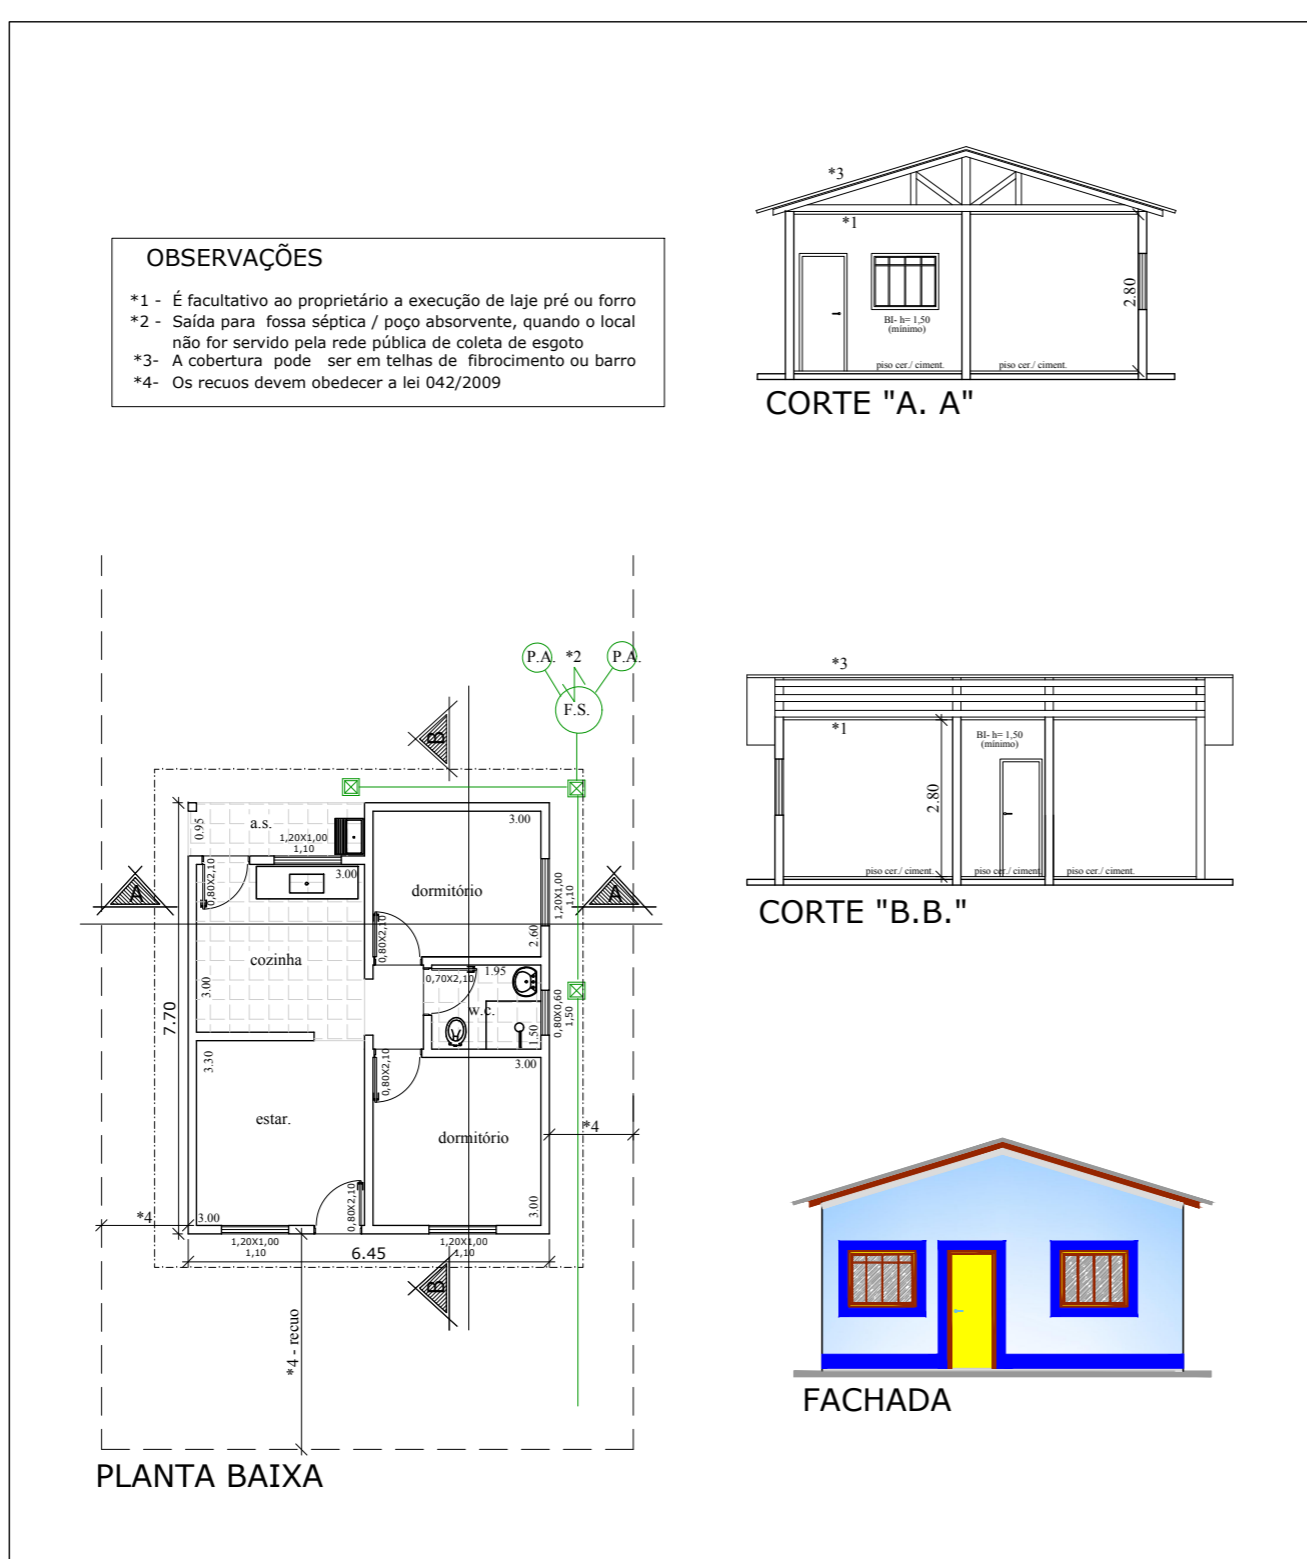 OBSERVAÇÕES
*1 - É facultativo ao proprietário a execução de laje pré ou forro
*2 - Saída para fossa séptica / poço absorvente, quando o local
não for servido pela rede pública de coleta de esgoto
*3- A cobertura pode ser em telhas de fibrocimento ou barro
*4- Os recuos devem obedecer a lei 042/2009
*3
*1
BI- h= 1,50
(mínimo)
2.80
piso cer./ ciment.
piso cer./ ciment.
CORTE "A. A"
P.A.
*2
P.A.
F.S.
B
a.s.
0.95
1,20X1,00
1,10
3.00
3.00
0,80X2,10
dormitório
1,20X1,00
1,10
A
A
0,80X2,10
2.60
cozinha
3.00
0,70X2,10
1.95
w.c.
0,80X0,60
1,50
1.50
7.70
3.30
0,80X2,10
3.00
estar.
dormitório
*4
0,80X2,10
3.00
*4
3.00
1,20X1,00
1,10
6.45
1,20X1,00
1,10
B
*4 - recuo
PLANTA BAIXA
*3
*1
BI- h= 1,50
(mínimo)
2.80
piso cer./ ciment.
piso cer./ ciment.
piso cer./ ciment.
CORTE "B.B."
FACHADA